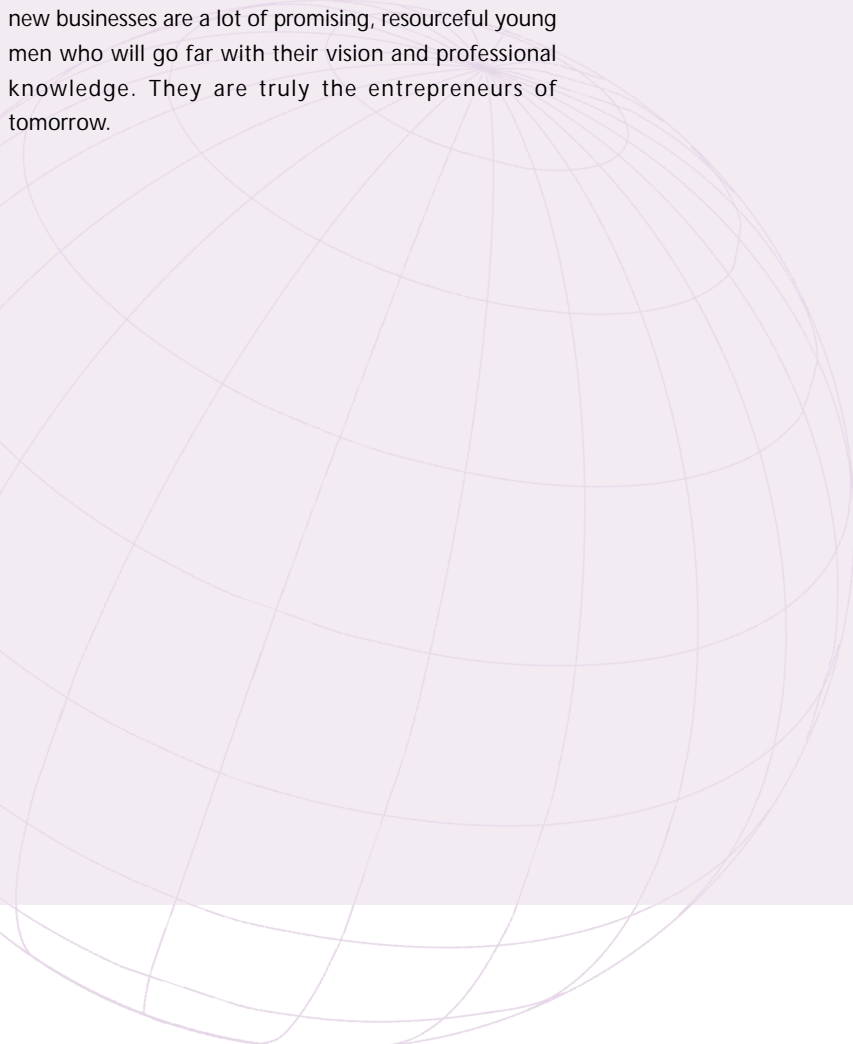 new businesses are a lot of promising, resourceful young
men who will go far with their vision and professional
knowledge. They are truly the entrepreneurs of
tomorrow.